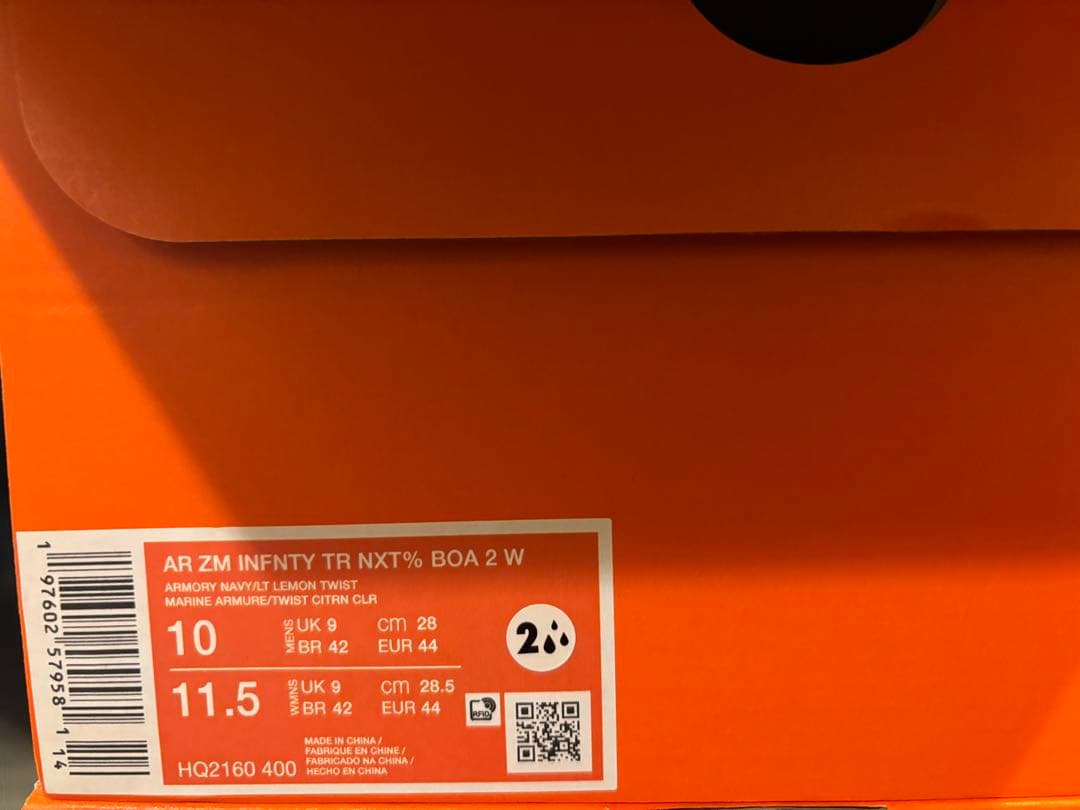 AR ZM INFNTY TR NXT% BOA 2 W
ARMORY NAVY/LT LEMON TWIST
MARINE ARMURE/TWIST CITRN CLR
10 MENS UK 9 cm 28
BR 42 EUR 44
2
11.5 WMNS UK 9 cm 28.5
BR 42 EUR 44
RFID
MADE IN CHINA /
FABRIQUE EN CHINE /
FABRICADO NA CHINA /
HQ2160 400 HECHO EN CHINA
1 97602 57958 1 14